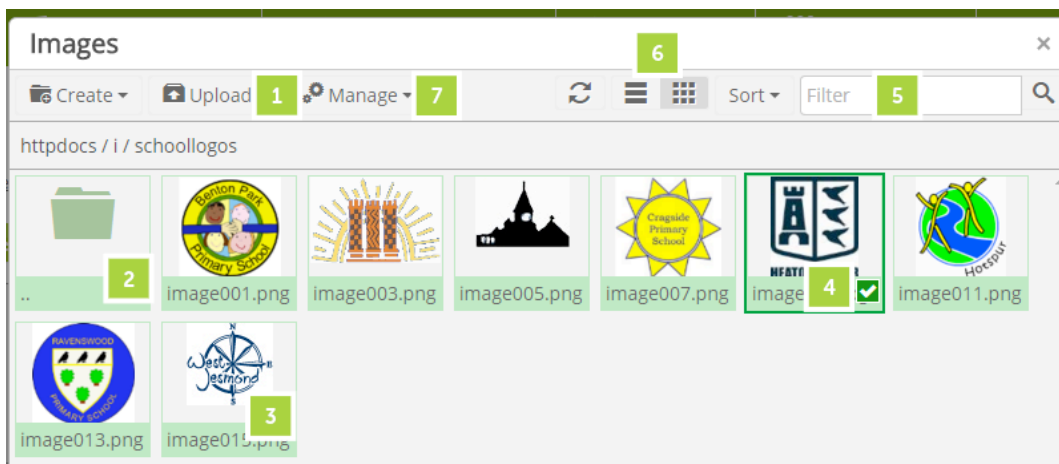 Images ×
6
Create Upload 1 Manage 7 Sort Filter 5
httpdocs / i / schoollogos
Benton Park
Primary School
Cragside
Primary
School
HEATON
Hotspur
2
4
.. image001.png image003.png image005.png image007.png image011.png
RAVENSWOOD
PRIMARY SCHOOL
N
West
Jesmond
S
3
image013.png image015.png